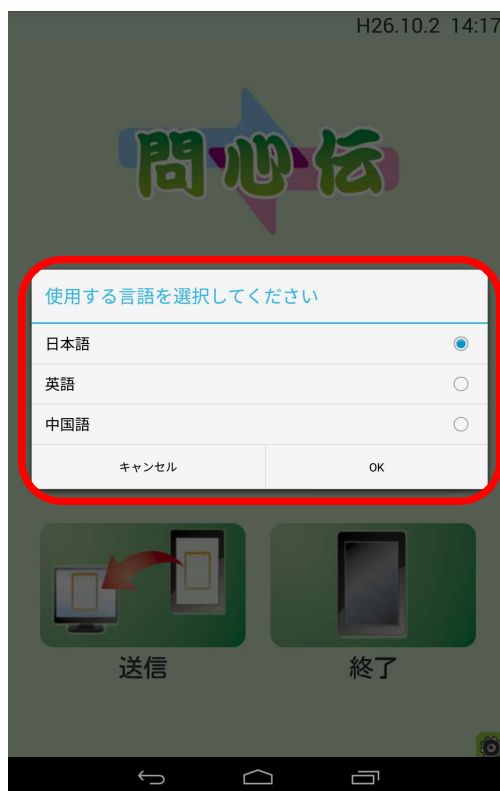 H26.10.2 14:17
問心伝
使用する言語を選択してください
日本語
英語
中国語
キャンセル OK
送信 終了